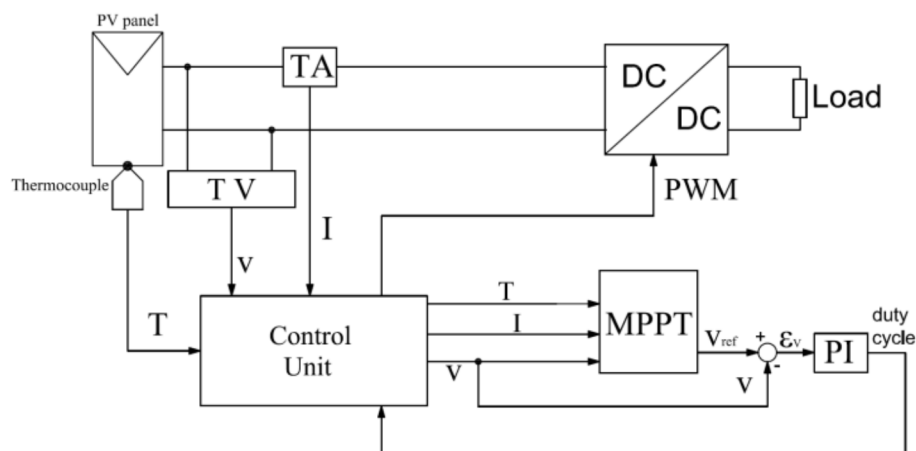 PV panel
TA
DC
DC
Load
Thermocouple
T V
PWM
I
v
T
Control
Unit
T
I
v
MPPT
Vref
+
-
v
εv
PI
duty
cycle